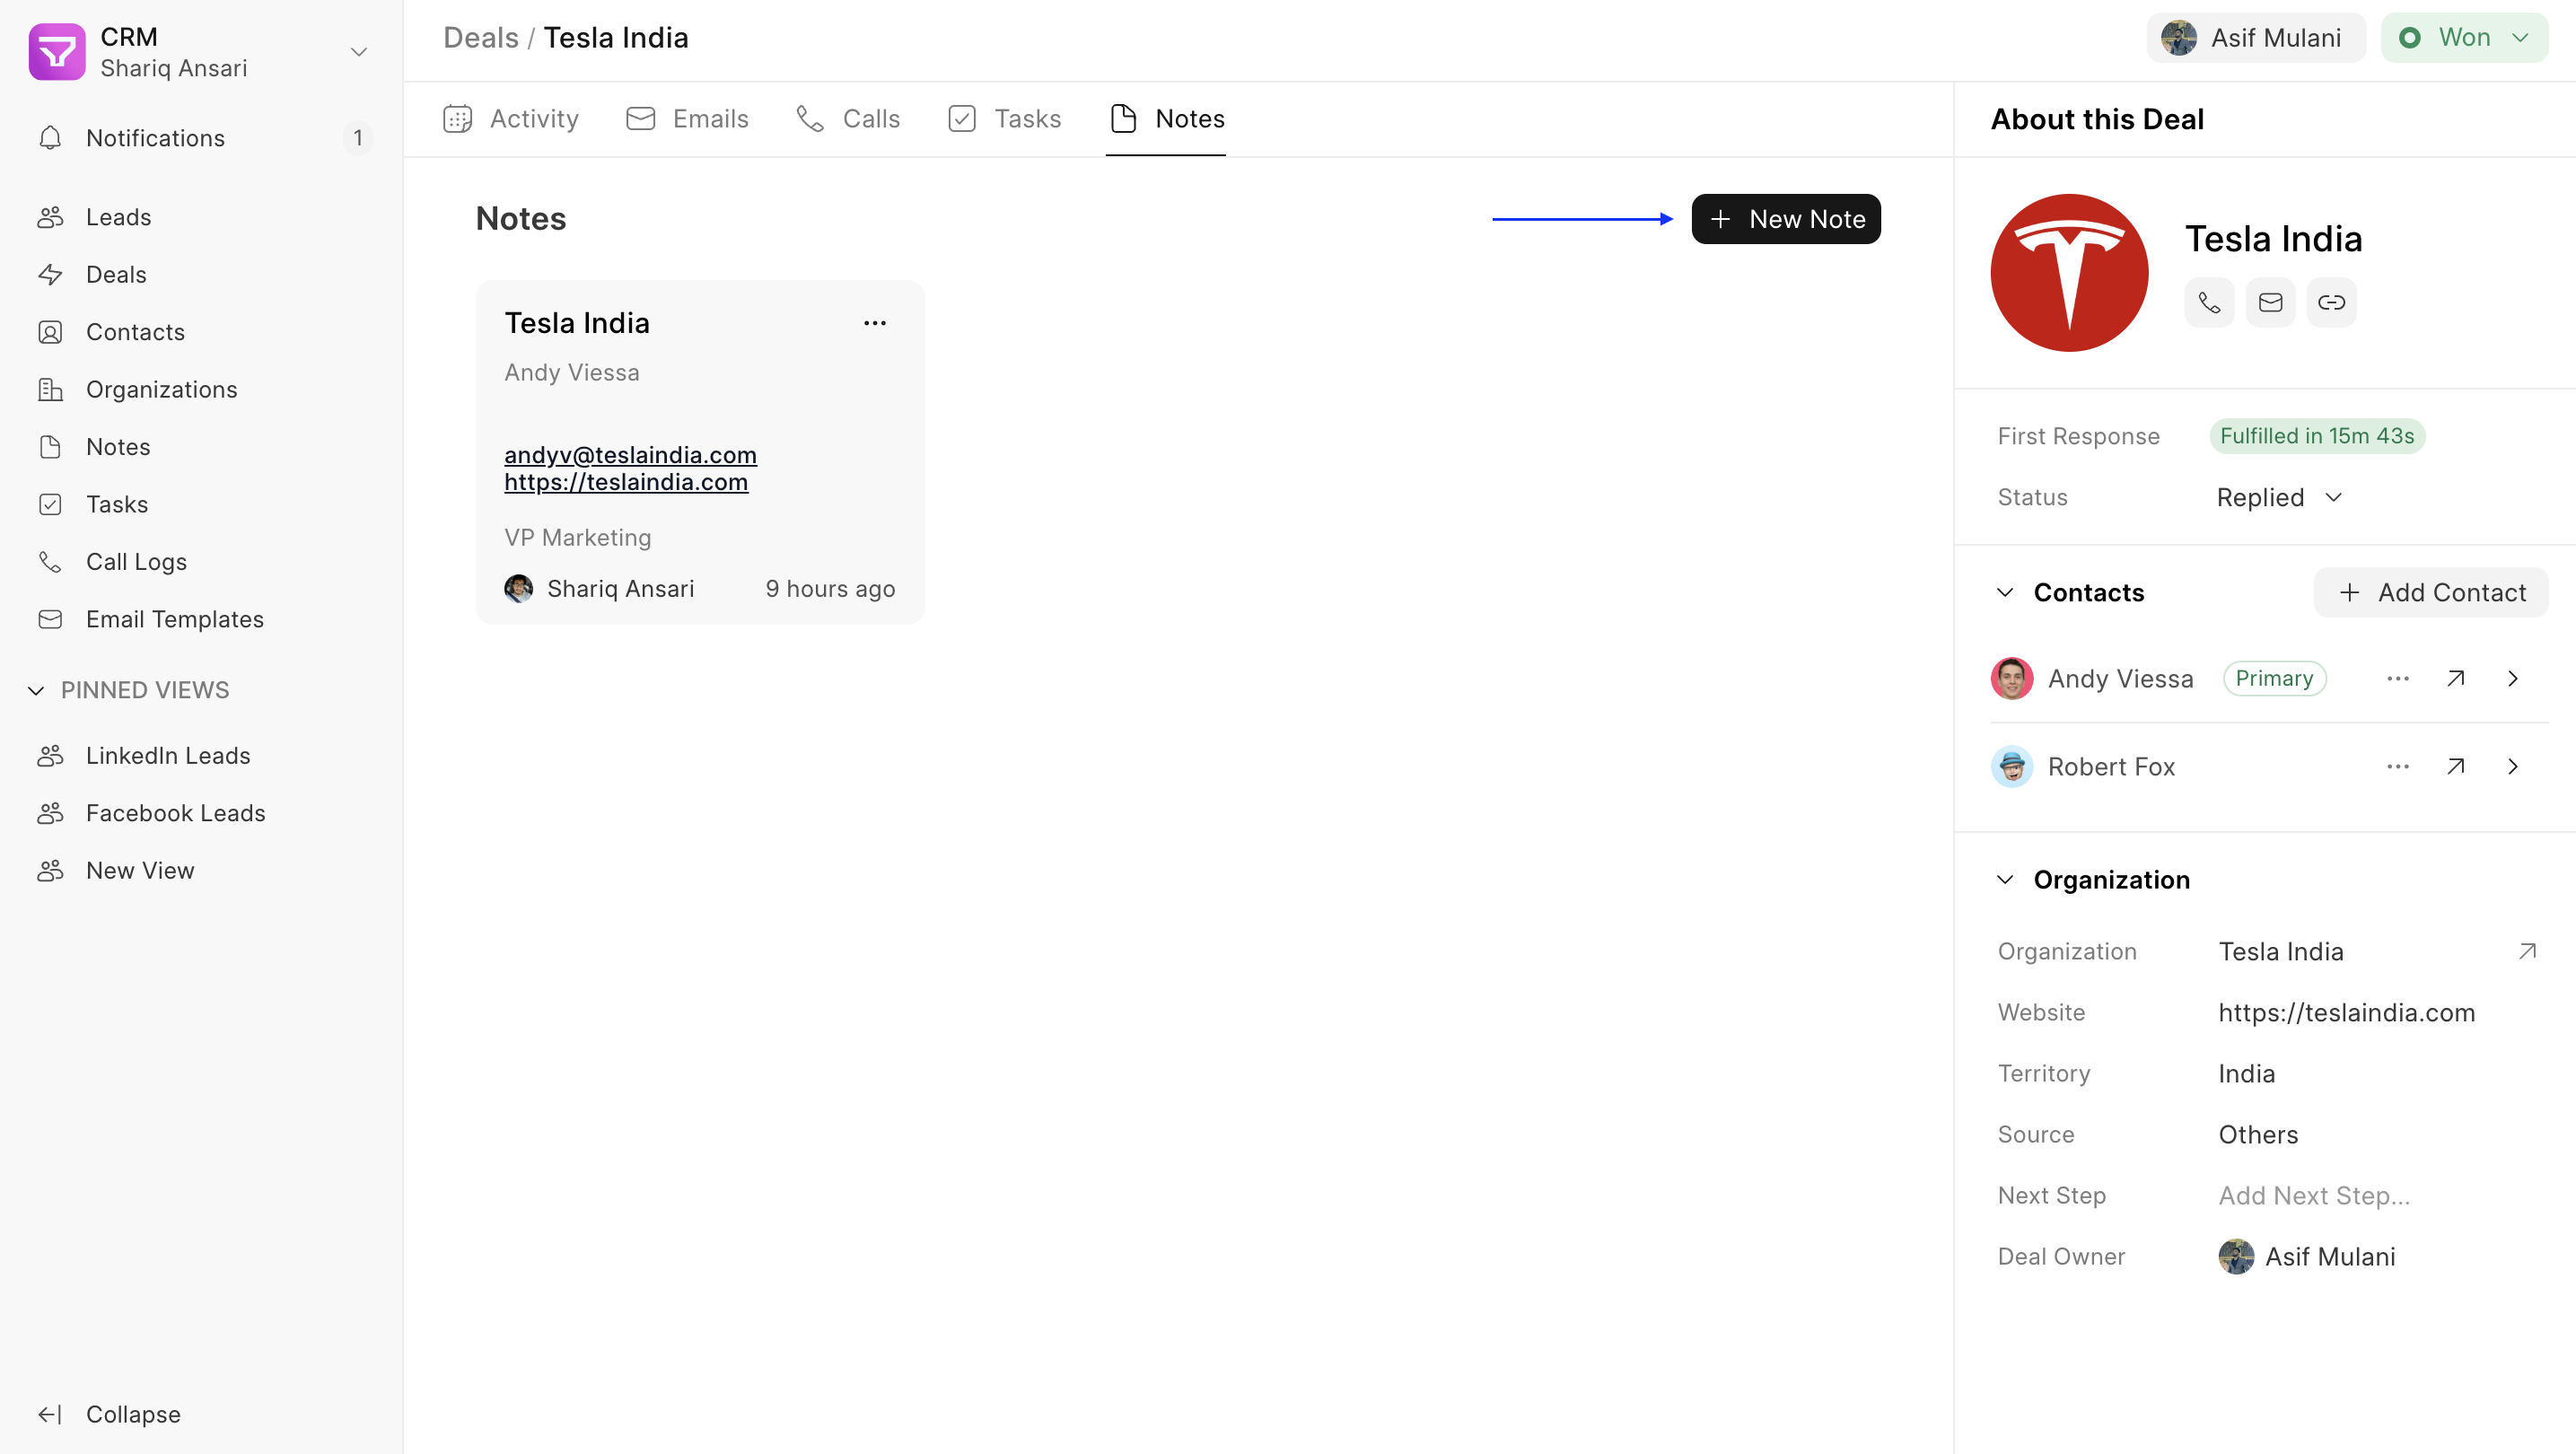 CRM
Shariq Ansari
Notifications 1
Leads
Deals
Contacts
Organizations
Notes
Tasks
Call Logs
Email Templates
PINNED VIEWS
LinkedIn Leads
Facebook Leads
New View
Collapse
Deals / Tesla India
Asif Mulani
Won
Activity Emails Calls Tasks Notes
Notes
New Note
Tesla India
Andy Viessa
andyv@teslaindia.com
https://teslaindia.com
VP Marketing
Shariq Ansari 9 hours ago
About this Deal
Tesla India
First Response Fulfilled in 15m 43s
Status Replied
Contacts Add Contact
Andy Viessa Primary
Robert Fox
Organization
Organization Tesla India
Website https://teslaindia.com
Territory India
Source Others
Next Step Add Next Step...
Deal Owner Asif Mulani